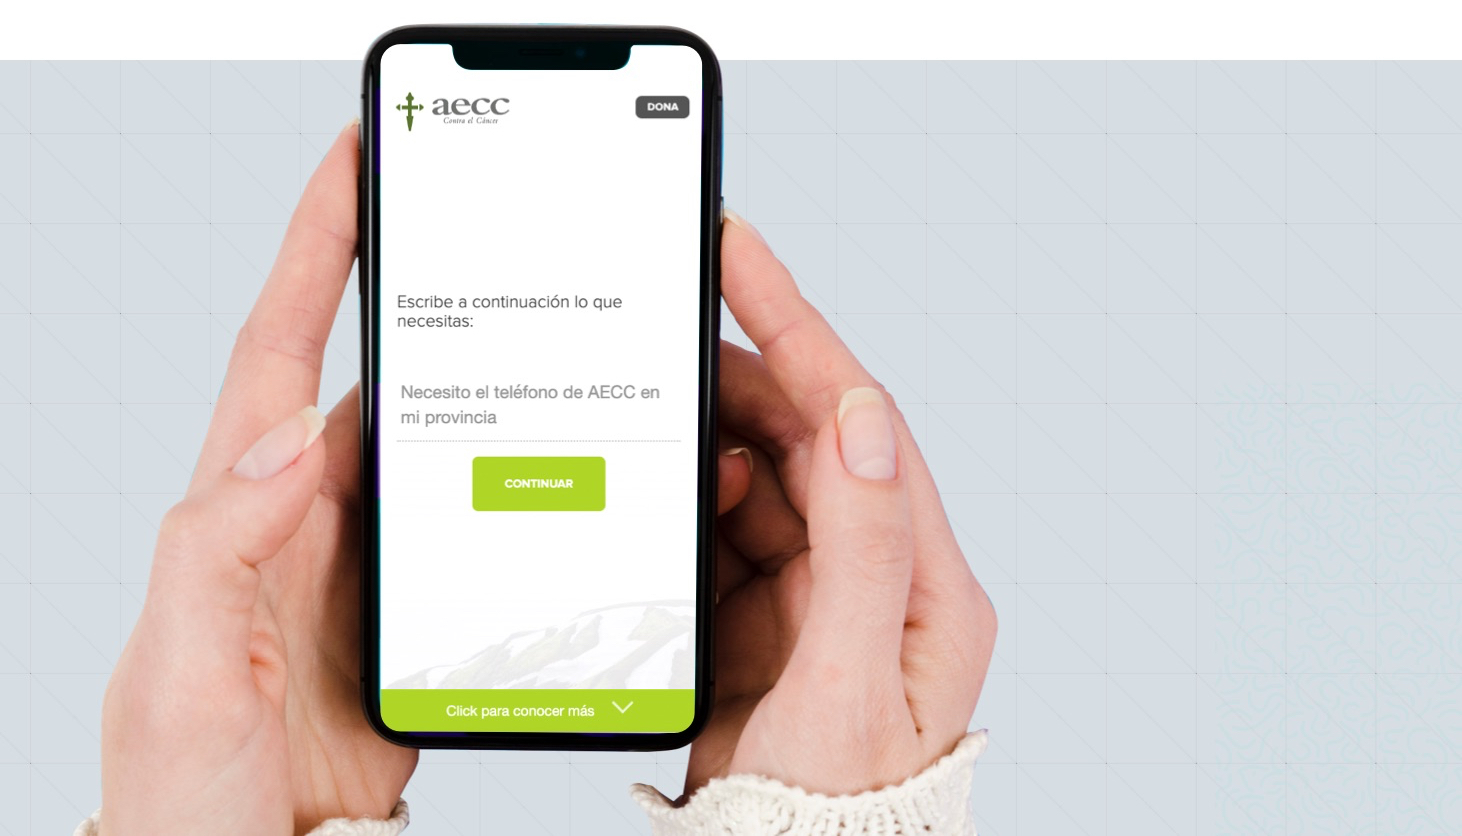 aecc
Contra el Cáncer
DONA
Escribe a continuación lo que
necesitas:
Necesito el teléfono de AECC en
mi provincia
CONTINUAR
Click para conocer más